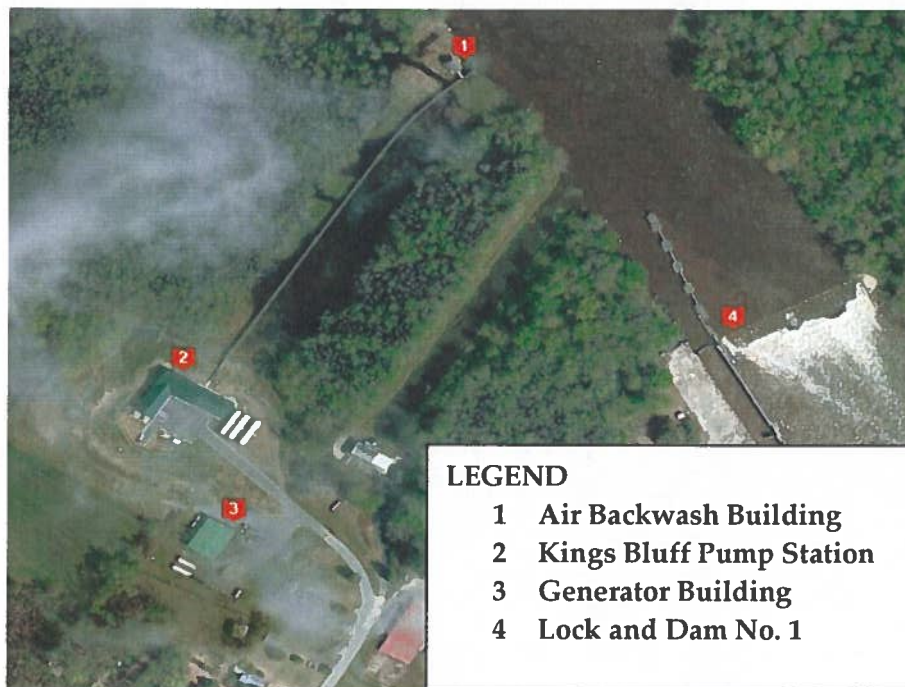 1
2
3
4
LEGEND
1 Air Backwash Building
2 Kings Bluff Pump Station
3 Generator Building
4 Lock and Dam No. 1